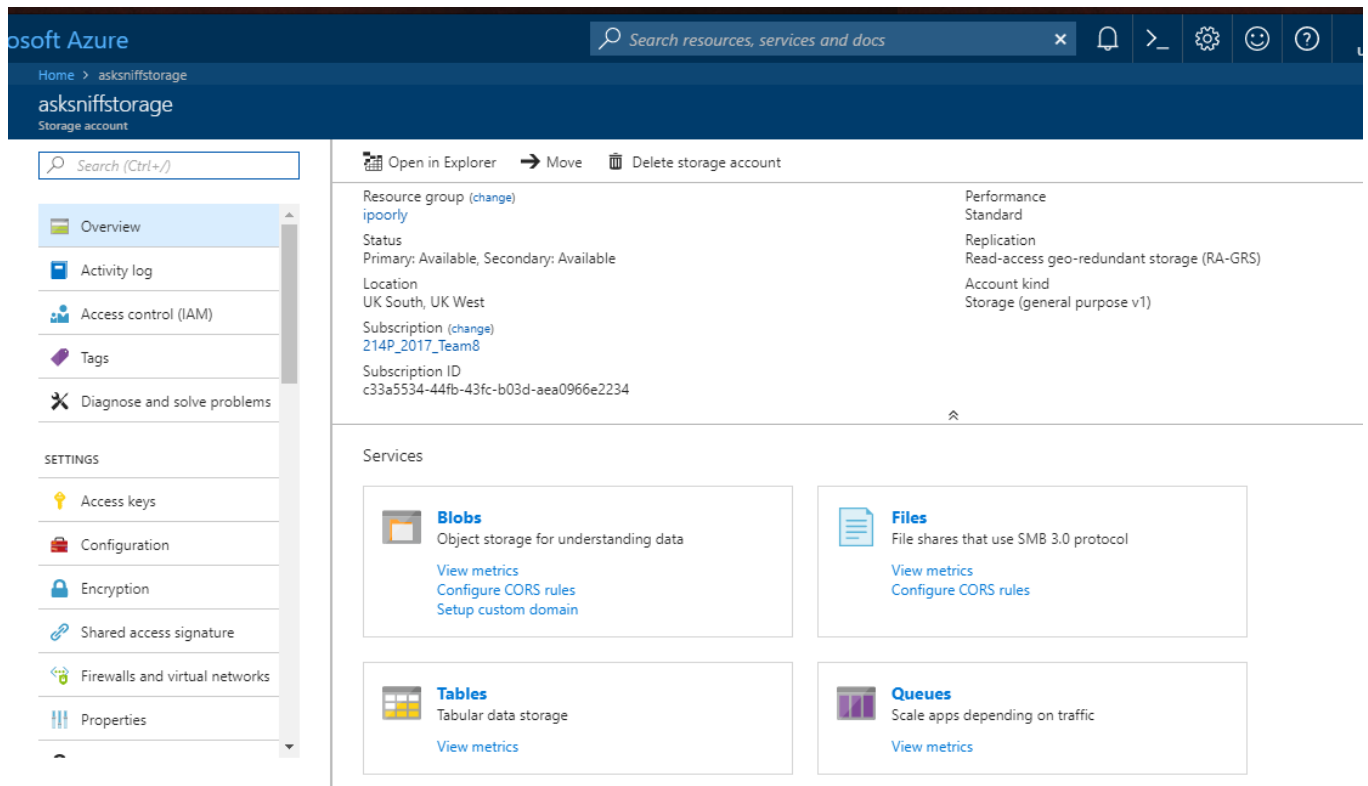 osoft Azure
Search resources, services and docs
Home > asksniffstorage
asksniffstorage
Storage account
Search (Ctrl+/)
Overview
Activity log
Access control (IAM)
Tags
Diagnose and solve problems
SETTINGS
Access keys
Configuration
Encryption
Shared access signature
Firewalls and virtual networks
Properties
Open in Explorer
Move
Delete storage account
Resource group (change)
ipoorly
Status
Primary: Available, Secondary: Available
Location
UK South, UK West
Subscription (change)
214P_2017_Team8
Subscription ID
c33a5534-44fb-43fc-b03d-aea0966e2234
Performance
Standard
Replication
Read-access geo-redundant storage (RA-GRS)
Account kind
Storage (general purpose v1)
Services
Blobs
Object storage for understanding data
View metrics
Configure CORS rules
Setup custom domain
Files
File shares that use SMB 3.0 protocol
View metrics
Configure CORS rules
Tables
Tabular data storage
View metrics
Queues
Scale apps depending on traffic
View metrics